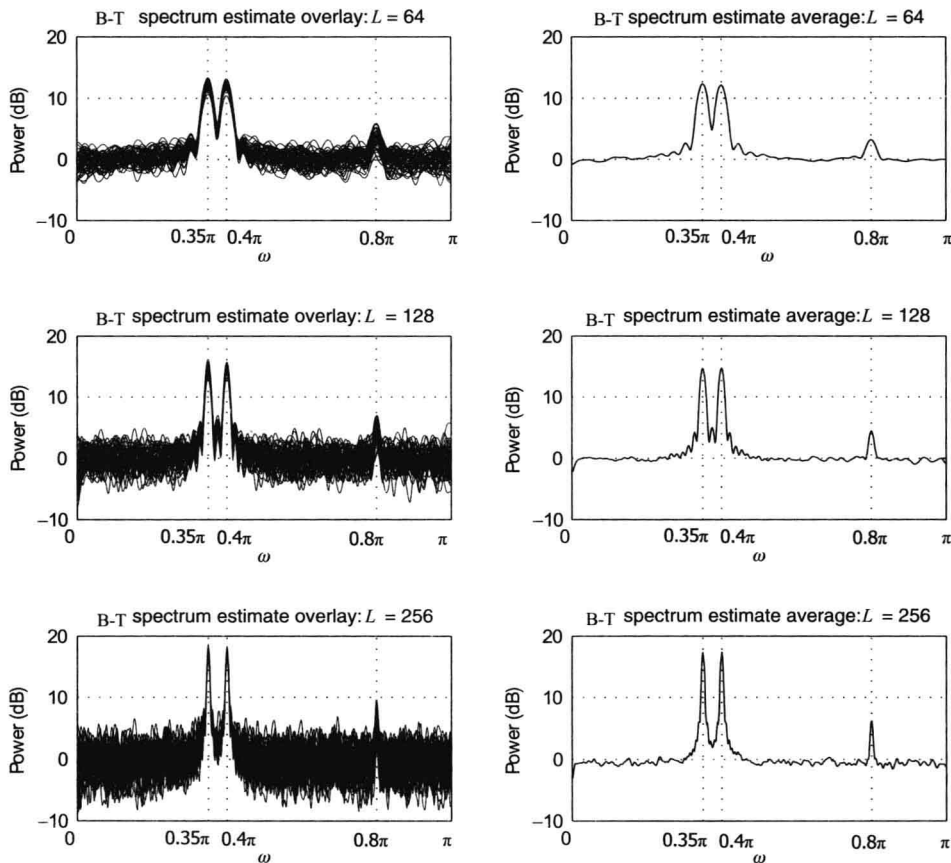 B-T spectrum estimate overlay: L = 64
20
10
0
−10
Power (dB)
0
0.35π
0.4π
0.8π
π
ω
B-T spectrum estimate average: L = 64
20
10
0
−10
Power (dB)
0
0.35π
0.4π
0.8π
π
ω
B-T spectrum estimate overlay: L = 128
20
10
0
−10
Power (dB)
0
0.35π
0.4π
0.8π
π
ω
B-T spectrum estimate average: L = 128
20
10
0
−10
Power (dB)
0
0.35π
0.4π
0.8π
π
ω
B-T spectrum estimate overlay: L = 256
20
10
0
−10
Power (dB)
0
0.35π
0.4π
0.8π
π
ω
B-T spectrum estimate average: L = 256
20
10
0
−10
Power (dB)
0
0.35π
0.4π
0.8π
π
ω